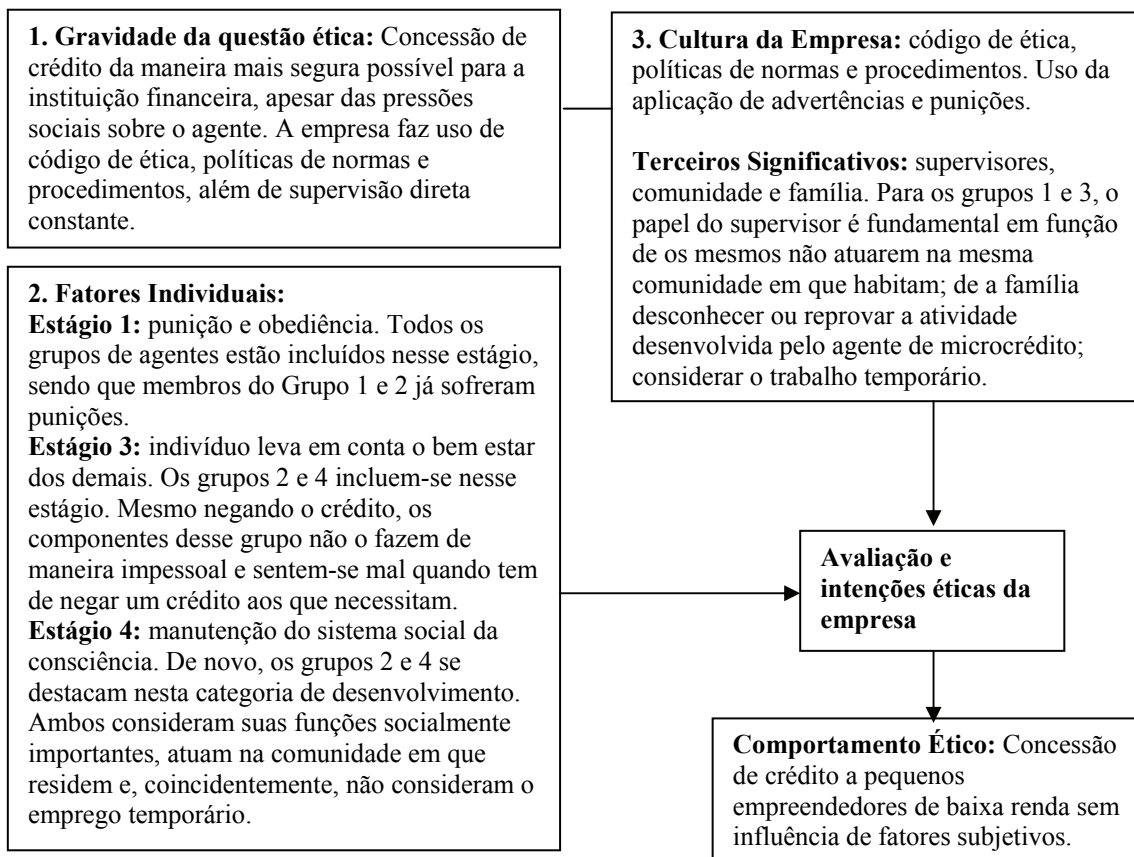 1. Gravidade da questão ética: Concessão de
crédito da maneira mais segura possível para a
instituição financeira, apesar das pressões
sociais sobre o agente. A empresa faz uso de
código de ética, políticas de normas e
procedimentos, além de supervisão direta
constante.
2. Fatores Individuais:
Estágio 1: punição e obediência. Todos os
grupos de agentes estão incluídos nesse estágio,
sendo que membros do Grupo 1 e 2 já sofreram
punições.
Estágio 3: indivíduo leva em conta o bem estar
dos demais. Os grupos 2 e 4 incluem-se nesse
estágio. Mesmo negando o crédito, os
componentes desse grupo não o fazem de
maneira impessoal e sentem-se mal quando tem
de negar um crédito aos que necessitam.
Estágio 4: manutenção do sistema social da
consciência. De novo, os grupos 2 e 4 se
destacam nesta categoria de desenvolvimento.
Ambos consideram suas funções socialmente
importantes, atuam na comunidade em que
residem e, coincidentemente, não consideram o
emprego temporário.
3. Cultura da Empresa: código de ética,
políticas de normas e procedimentos. Uso da
aplicação de advertências e punições.
Terceiros Significativos: supervisores,
comunidade e família. Para os grupos 1 e 3, o
papel do supervisor é fundamental em função
de os mesmos não atuarem na mesma
comunidade em que habitam; de a família
desconhecer ou reprovar a atividade
desenvolvida pelo agente de microcrédito;
considerar o trabalho temporário.
Avaliação e
intenções éticas da
empresa
Comportamento Ético: Concessão
de crédito a pequenos
empreendedores de baixa renda sem
influência de fatores subjetivos.